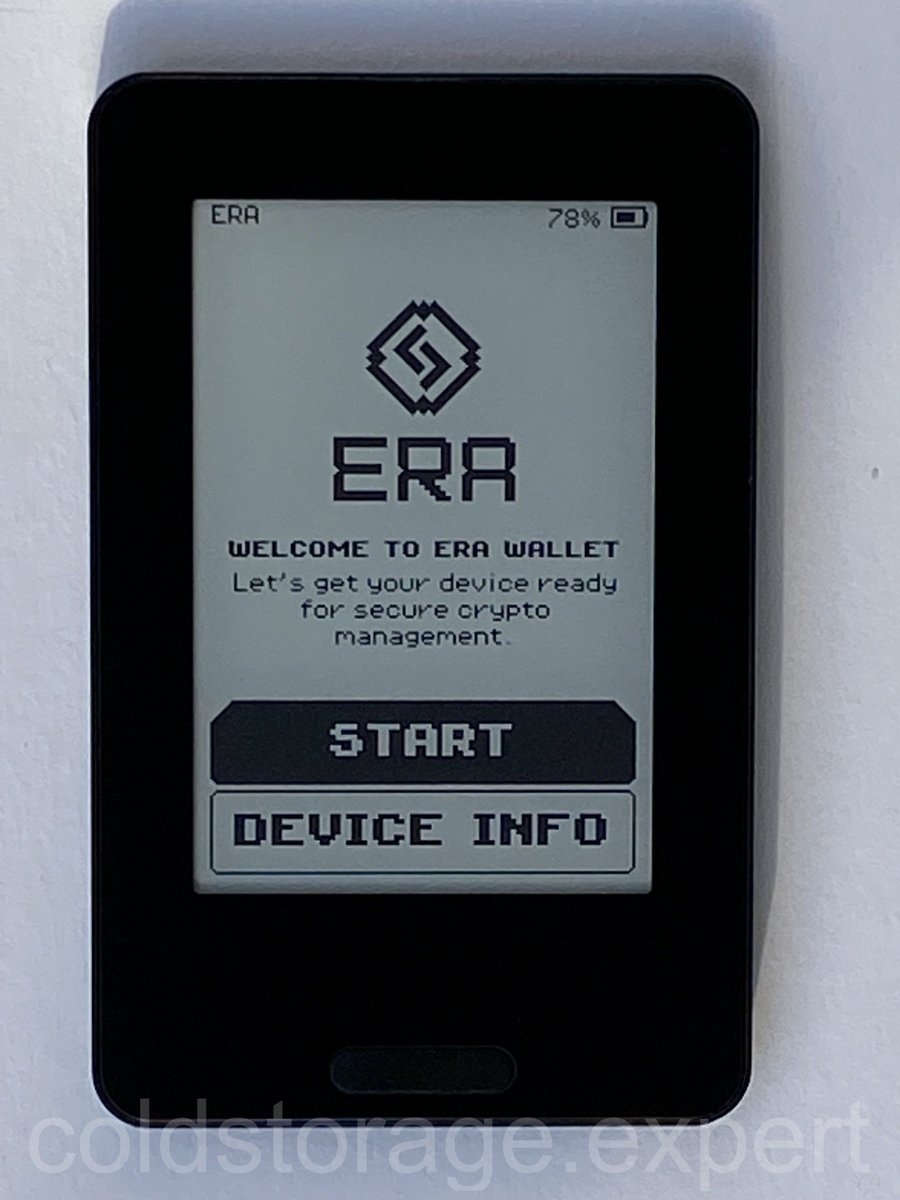 ERA 78%
ERA
WELCOME TO ERA WALLET
Let's get your device ready
for secure crypto
management.
START
DEVICE INFO
coldstorage.expert